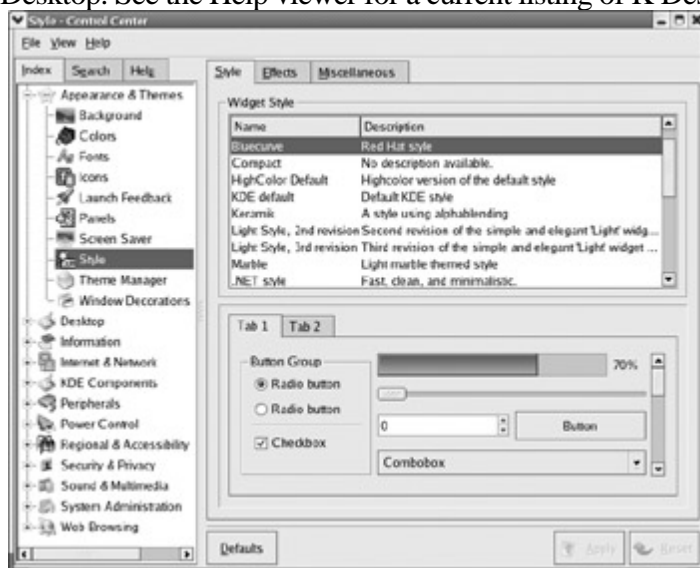 Desktop. See the Help viewer for a current listing of K Des
Style - Control Center
File View Help
Index Search Help
Appearance & Themes
Background
Colors
Fonts
Icons
Launch Feedback
Panels
Screen Saver
Style
Theme Manager
Window Decorations
Desktop
Information
Internet & Network
KDE Components
Peripherals
Power Control
Regional & Accessibility
Security & Privacy
Sound & Multimedia
System Administration
Web Browsing
Style Effects Miscellaneous
Widget Style
Name Description
Bluecurve Red Hat style
Compact No description available.
HighColor Default Highcolor version of the default style
KDE default Default KDE style
Keramik A style using alphablending
Light Style, 2nd revision Second revision of the simple and elegant 'Light' widg...
Light Style, 3rd revision Third revision of the simple and elegant 'Light' widget ...
Marble Light marble themed style
.NET style Fast, clean, and minimalistic.
Tab 1 Tab 2
Button Group
Radio button
Radio button
Checkbox
70%
0
Button
Combobox
Defaults
Apply
Reset